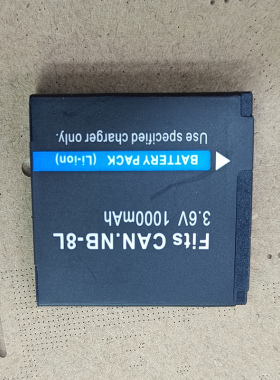 Fits CAN.NB-8L
3.6V 1000mAh
BATTERY PACK (Li-ion)
Use specified charger only.